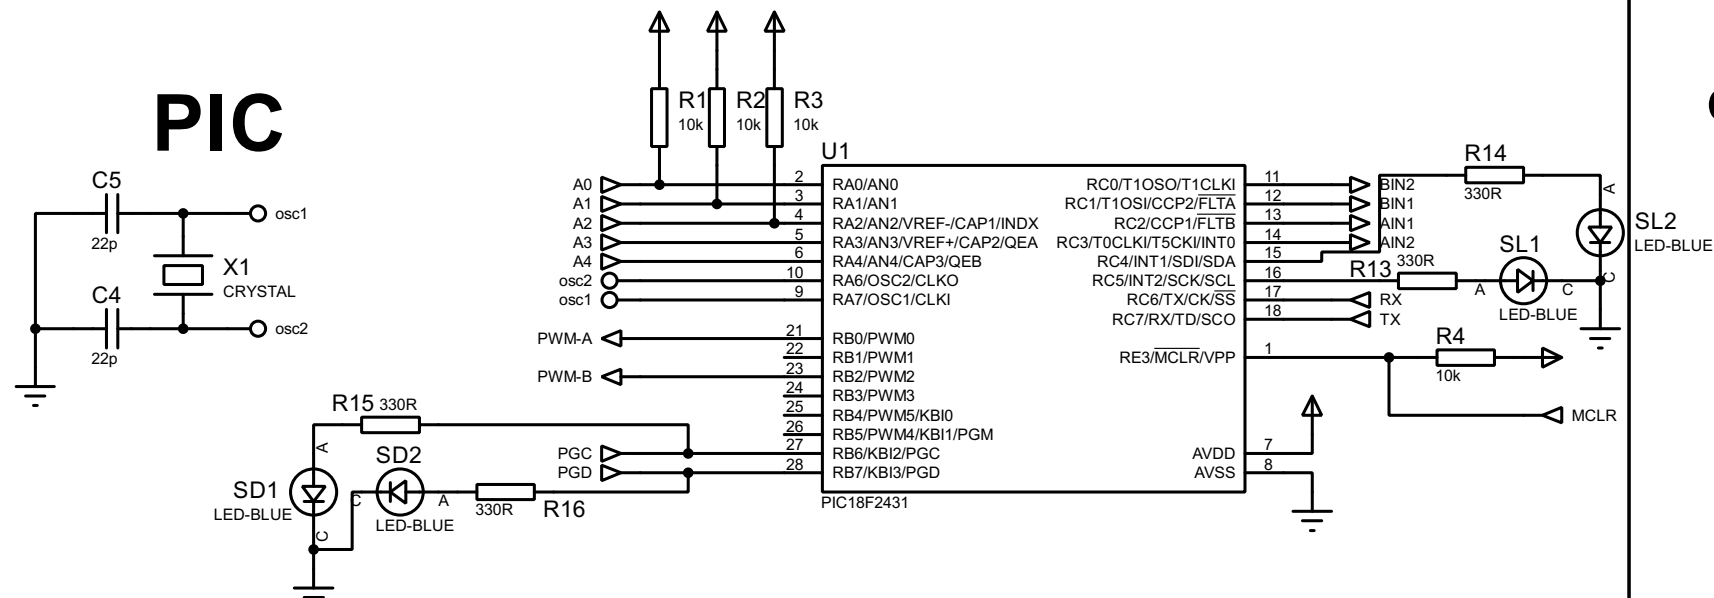 PIC
C5
22p
osc1
X1
CRYSTAL
C4
22p
osc2
R1
10k
R2
10k
R3
10k
U1
A0
2
RA0/AN0
A1
3
RA1/AN1
A2
4
RA2/AN2/VREF-/CAP1/INDX
A3
5
RA3/AN3/VREF+/CAP2/QEA
A4
6
RA4/AN4/CAP3/QEB
osc2
10
RA6/OSC2/CLKO
osc1
9
RA7/OSC1/CLKI
PWM-A
21
RB0/PWM0
22
RB1/PWM1
PWM-B
23
RB2/PWM2
24
RB3/PWM3
25
RB4/PWM5/KBI0
26
RB5/PWM4/KBI1/PGM
PGC
27
RB6/KBI2/PGC
PGD
28
RB7/KBI3/PGD
PIC18F2431
RC0/T1OSO/T1CLKI
11
BIN2
RC1/T1OSI/CCP2/FLTA
12
BIN1
RC2/CCP1/FLTB
13
AIN1
RC3/T0CLKI/T5CKI/INT0
14
AIN2
RC4/INT1/SDI/SDA
15
RC5/INT2/SCK/SCL
16
RC6/TX/CK/SS
17
RX
RC7/RX/TD/SCO
18
TX
RE3/MCLR/VPP
1
AVDD
7
AVSS
8
R14
330R
A
SL2
LED-BLUE
C
R13
330R
A
SL1
C
LED-BLUE
R4
10k
MCLR
R15 330R
A
SD1
LED-BLUE
C
SD2
C
A
LED-BLUE
330R
R16